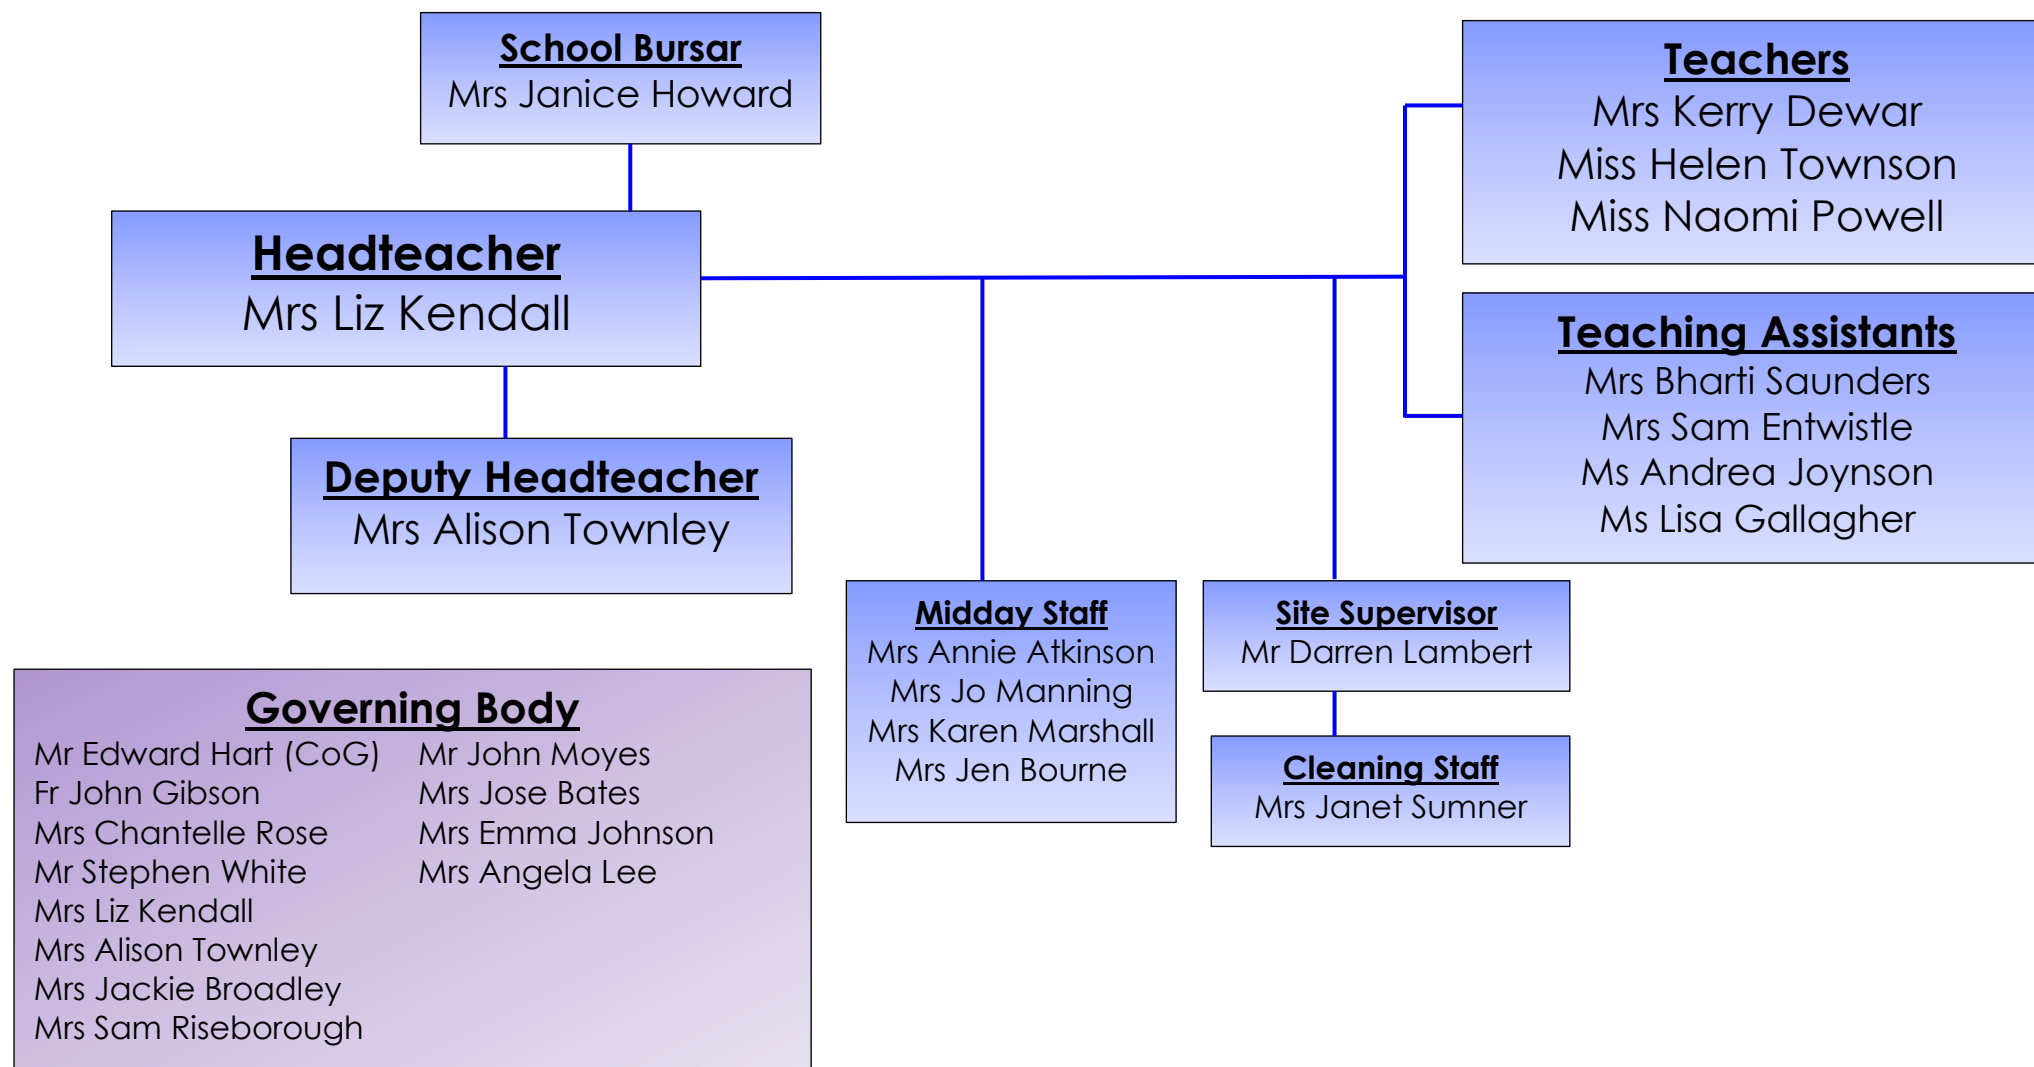 School Bursar
Mrs Janice Howard
Teachers
Mrs Kerry Dewar
Miss Helen Townson
Miss Naomi Powell
Headteacher
Mrs Liz Kendall
Teaching Assistants
Mrs Bharti Saunders
Mrs Sam Entwistle
Ms Andrea Joynson
Ms Lisa Gallagher
Deputy Headteacher
Mrs Alison Townley
Midday Staff
Mrs Annie Atkinson
Mrs Jo Manning
Mrs Karen Marshall
Mrs Jen Bourne
Site Supervisor
Mr Darren Lambert
Cleaning Staff
Mrs Janet Sumner
Governing Body
Mr Edward Hart (CoG)
Fr John Gibson
Mrs Chantelle Rose
Mr Stephen White
Mrs Liz Kendall
Mrs Alison Townley
Mrs Jackie Broadley
Mrs Sam Riseborough
Mr John Moyes
Mrs Jose Bates
Mrs Emma Johnson
Mrs Angela Lee